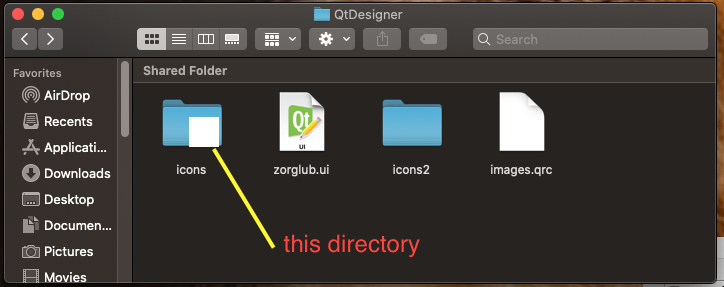 QtDesigner
Search
Favorites
AirDrop
Recents
Applicati...
Downloads
Desktop
Documen...
Pictures
Movies
Shared Folder
Qt
UI
icons
zorglub.ui
icons2
images.qrc
this directory